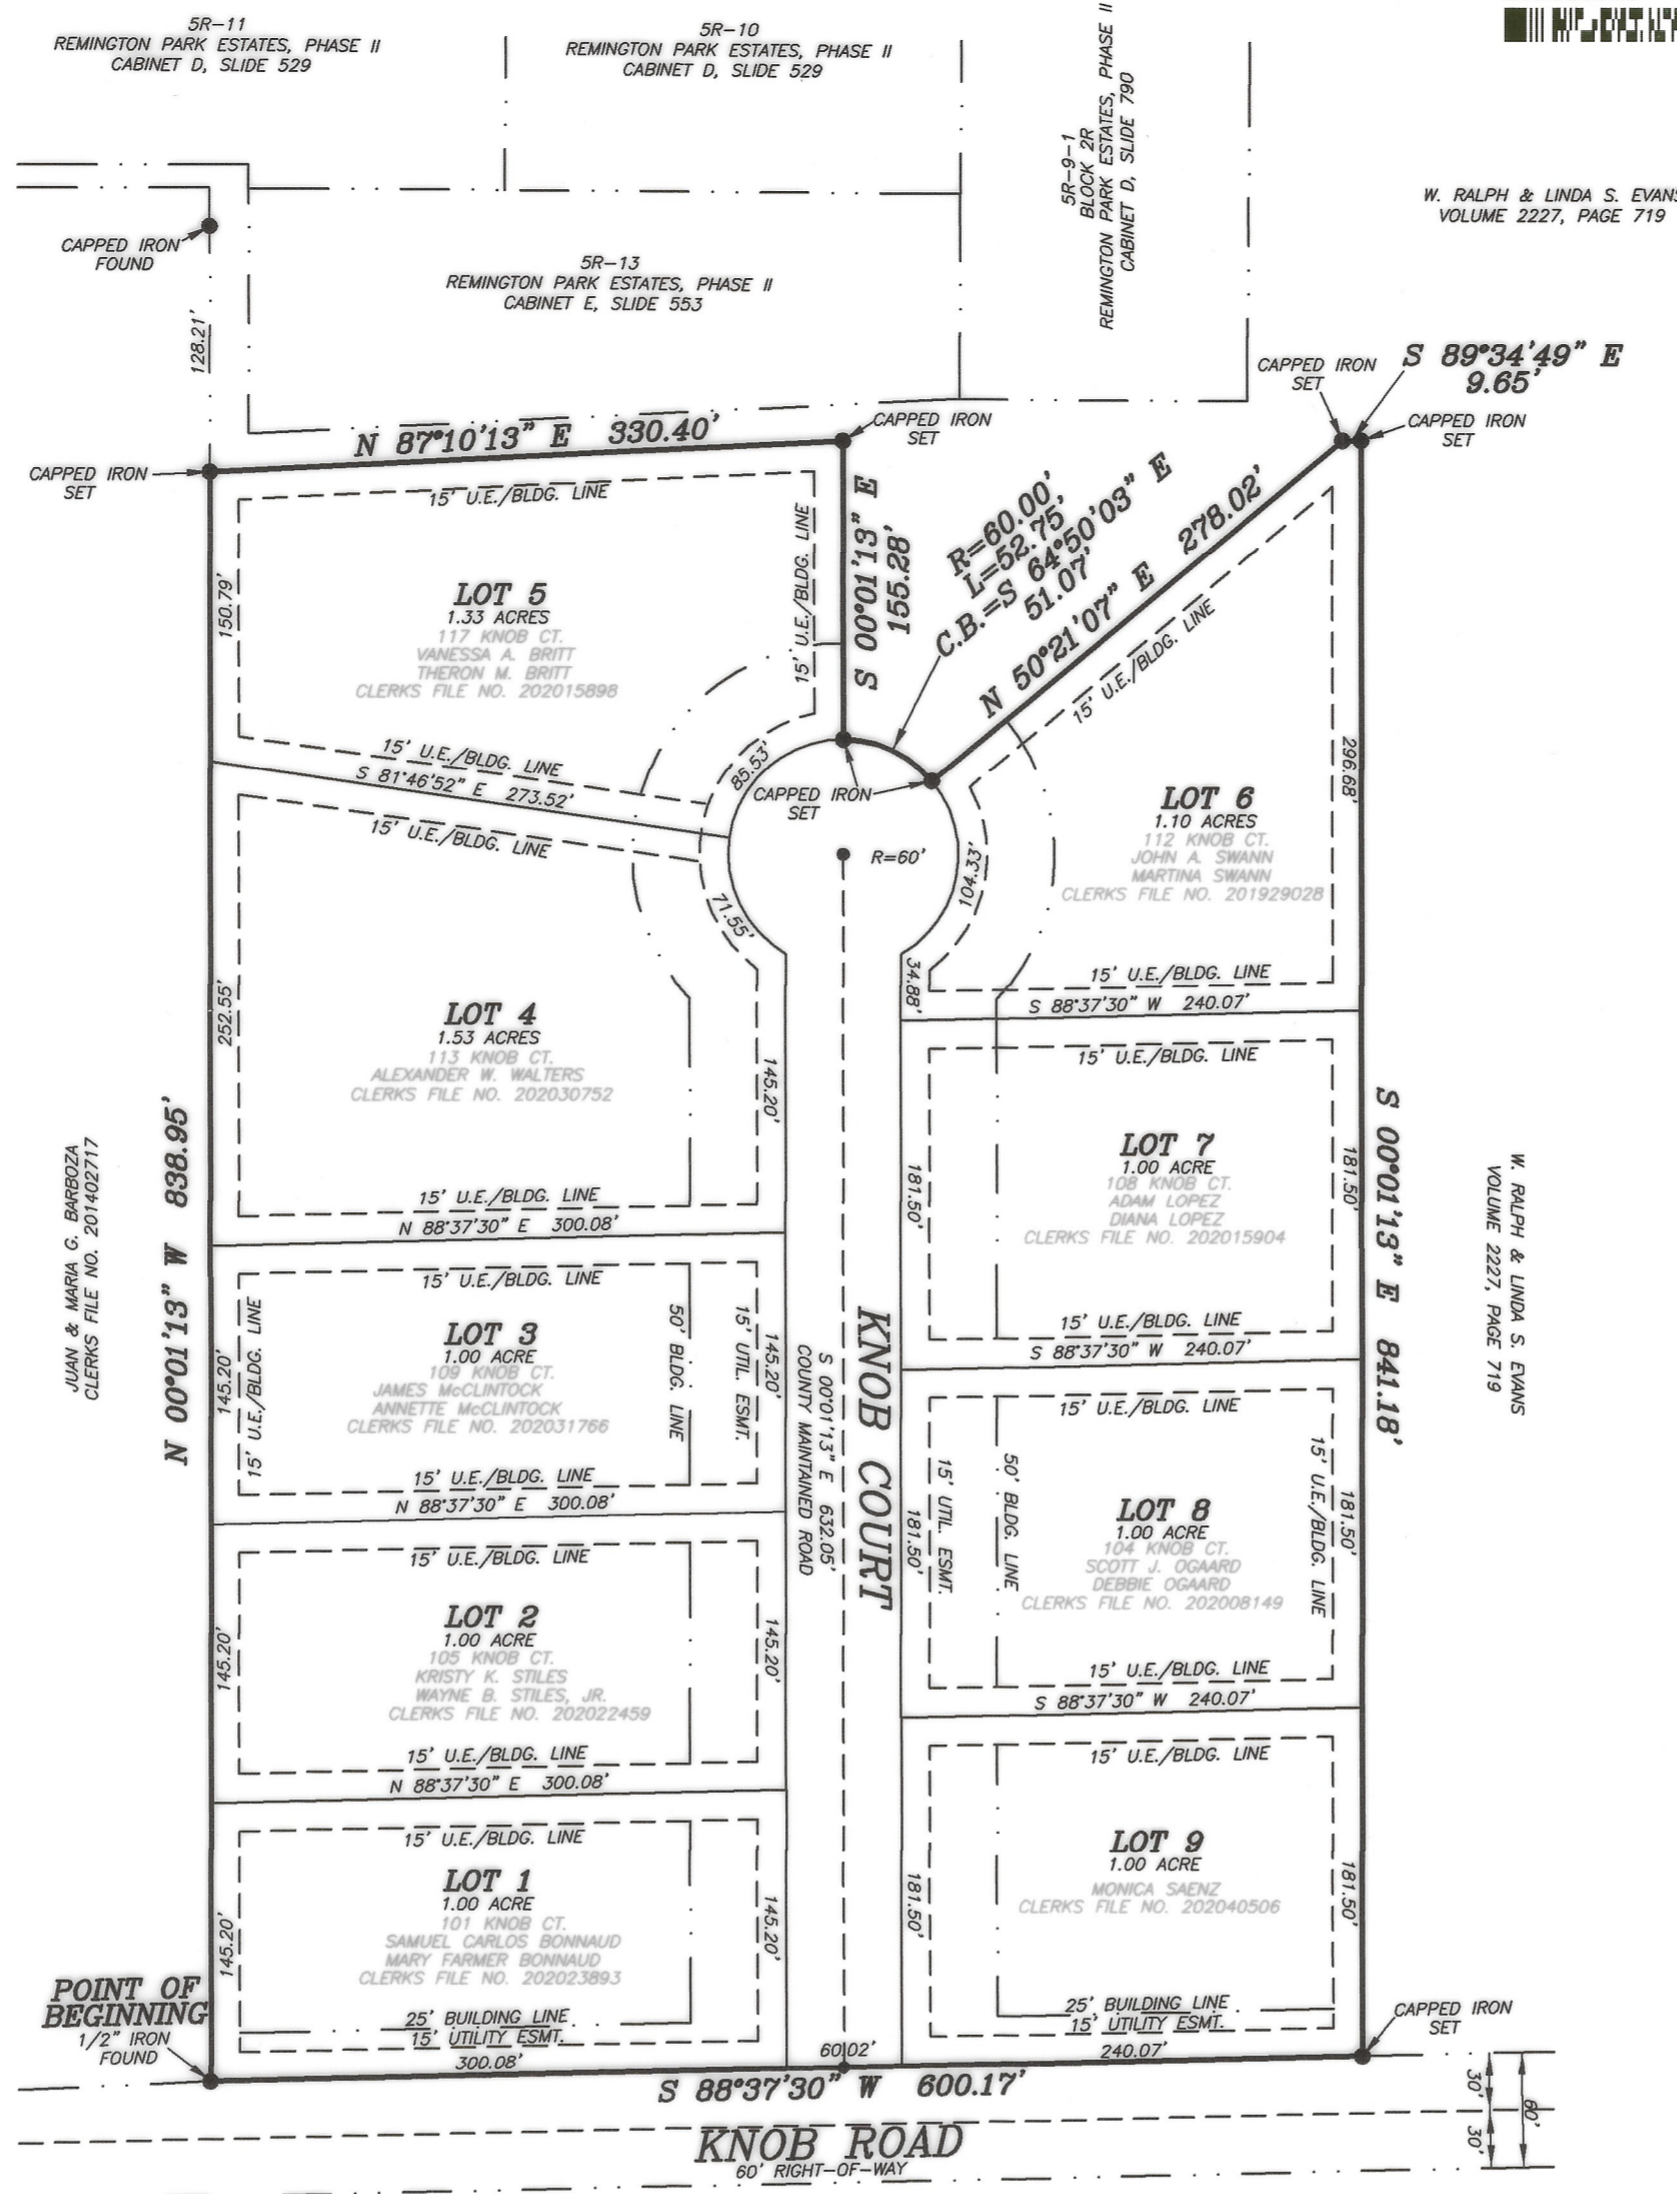 5R-11
REMINGTON PARK ESTATES, PHASE II
CABINET D, SLIDE 529
5R-10
REMINGTON PARK ESTATES, PHASE II
CABINET D, SLIDE 529
5R-9-1
BLOCK 2R
REMINGTON PARK ESTATES, PHASE II
CABINET D, SLIDE 790
W. RALPH & LINDA S. EVANS
VOLUME 2227, PAGE 719
CAPPED IRON
FOUND
5R-13
REMINGTON PARK ESTATES, PHASE II
CABINET E, SLIDE 553
128.21'
CAPPED IRON
SET
S 89°34'49" E
9.65'
CAPPED IRON
SET
CAPPED IRON
SET
N 87°10'13" E 330.40'
CAPPED IRON
SET
15' U.E./BLDG. LINE
15' U.E./BLDG. LINE
S 00°01'13" E
155.28'
R=60.00'
L=52.75,
C.B.=S 64°50'03" E
51.07'
N 50°21'07" E 278.02'
15' U.E./BLDG. LINE
150.79'
LOT 5
1.33 ACRES
117 KNOB CT.
VANESSA A. BRITT
THERON M. BRITT
CLERKS FILE NO. 202015898
15' U.E./BLDG. LINE
S 81°46'52" E 273.52'
15' U.E./BLDG. LINE
85.53'
CAPPED IRON
SET
R=60'
71.55'
104.33'
296.68'
LOT 6
1.10 ACRES
112 KNOB CT.
JOHN A. SWANN
MARTINA SWANN
CLERKS FILE NO. 201929028
34.88'
15' U.E./BLDG. LINE
S 88°37'30" W 240.07'
15' U.E./BLDG. LINE
252.55'
LOT 4
1.53 ACRES
113 KNOB CT.
ALEXANDER W. WALTERS
CLERKS FILE NO. 202030752
145.20'
15' U.E./BLDG. LINE
N 88°37'30" E 300.08'
15' U.E./BLDG. LINE
JUAN & MARIA G. BARBOZA
CLERKS FILE NO. 201402717
N 00°01'13" W 838.95'
181.50'
LOT 7
1.00 ACRE
108 KNOB CT.
ADAM LOPEZ
DIANA LOPEZ
CLERKS FILE NO. 202015904
181.50'
15' U.E./BLDG. LINE
S 88°37'30" W 240.07'
15' U.E./BLDG. LINE
S 00°01'13" E 841.18'
W. RALPH & LINDA S. EVANS
VOLUME 2227, PAGE 719
145.20'
15' U.E./BLDG. LINE
LOT 3
1.00 ACRE
109 KNOB CT.
JAMES McCLINTOCK
ANNETTE McCLINTOCK
CLERKS FILE NO. 202031766
50' BLDG. LINE
15' UTIL. ESMT.
145.20'
15' U.E./BLDG. LINE
N 88°37'30" E 300.08'
15' U.E./BLDG. LINE
KNOB COURT
S 00°01'13" E 632.05'
COUNTY MAINTAINED ROAD
181.50'
15' UTIL. ESMT.
50' BLDG. LINE
LOT 8
1.00 ACRE
104 KNOB CT.
SCOTT J. OGAARD
DEBBIE OGAARD
CLERKS FILE NO. 202008149
15' U.E./BLDG. LINE
181.50'
15' U.E./BLDG. LINE
S 88°37'30" W 240.07'
15' U.E./BLDG. LINE
145.20'
LOT 2
1.00 ACRE
105 KNOB CT.
KRISTY K. STILES
WAYNE B. STILES, JR.
CLERKS FILE NO. 202022459
145.20'
15' U.E./BLDG. LINE
N 88°37'30" E 300.08'
15' U.E./BLDG. LINE
145.20'
LOT 1
1.00 ACRE
101 KNOB CT.
SAMUEL CARLOS BONNAUD
MARY FARMER BONNAUD
CLERKS FILE NO. 202023893
145.20'
25' BUILDING LINE
15' UTILITY ESMT.
300.08'
181.50'
LOT 9
1.00 ACRE
MONICA SAENZ
CLERKS FILE NO. 202040506
181.50'
25' BUILDING LINE
15' UTILITY ESMT.
240.07'
60.02'
POINT OF
BEGINNING
1/2" IRON
FOUND
CAPPED IRON
SET
S 88°37'30" W 600.17'
KNOB ROAD
60' RIGHT-OF-WAY
30'
30'
60'